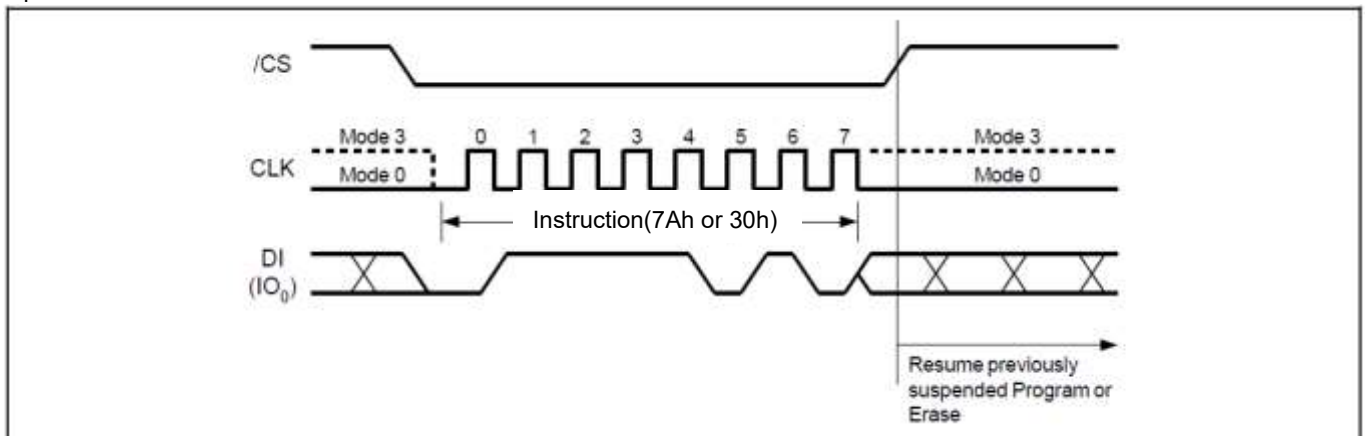 /CS
Mode 3 0 1 2 3 4 5 6 7 Mode 3
CLK
Mode 0 Mode 0
Instruction(7Ah or 30h)
DI
(IO₀)
Resume previously
suspended Program or
Erase